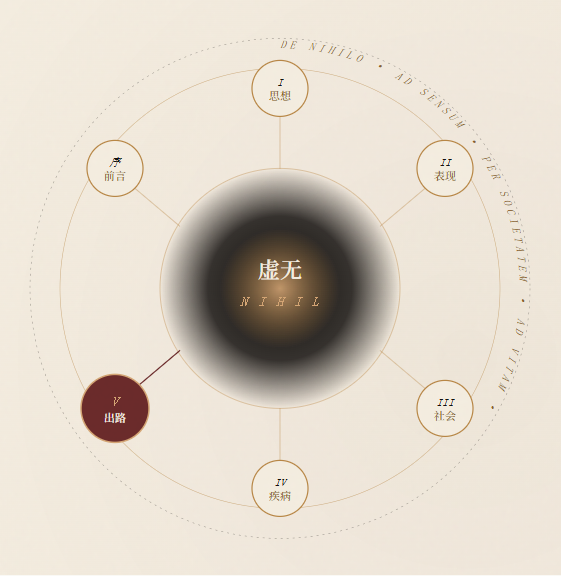 DE NIHILO • AD SENSUM • PER SOCIETATEM • AD VITAM •
I
思想
序
前言
II
表现
虚无
NIHIL
V
出路
III
社会
IV
疾病